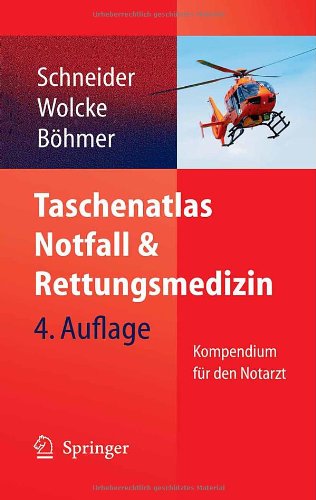 Urheberrechtlich geschütztes Material
Schneider
Wolcke
Böhmer
Taschenatlas
Notfall &
Rettungsmedizin
4. Auflage
Kompendium
für den Notarzt
Springer
Urheberrechtlich geschütztes Material